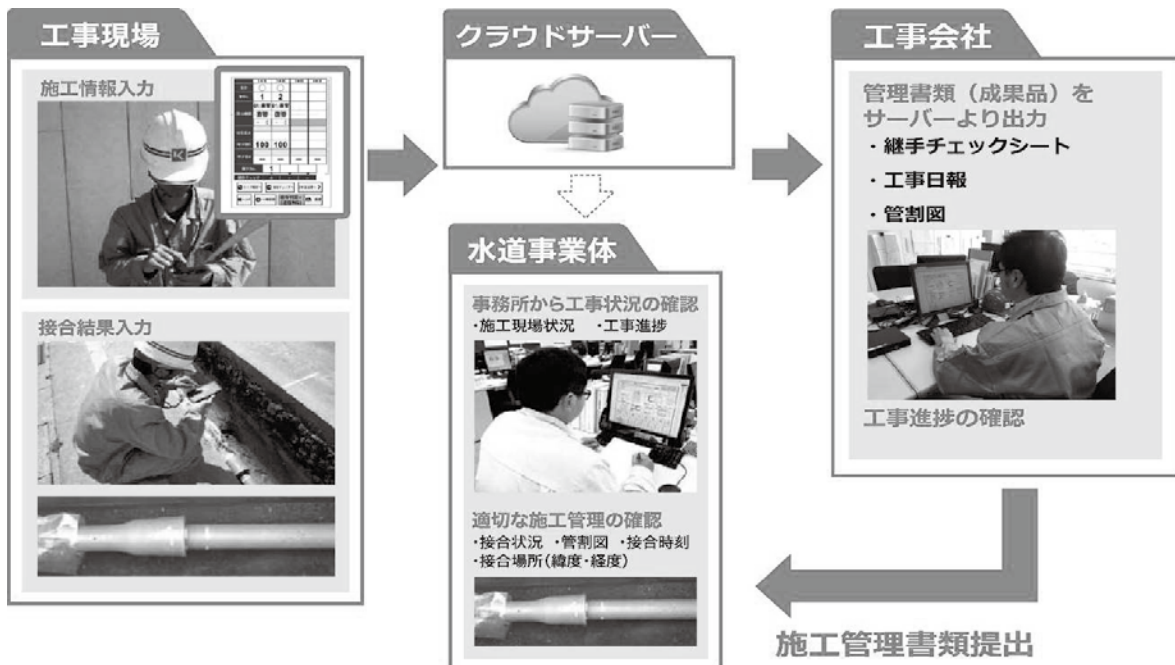 工事現場
施工情報入力
1 2
100 100
1
接合結果入力
クラウドサーバー
水道事業体
事務所から工事状況の確認
・施工現場状況 ・工事進捗
適切な施工管理の確認
・接合状況 ・管割図 ・接合時刻
・接合場所(緯度・経度)
工事会社
管理書類（成果品）を
サーバーより出力
・継手チェックシート
・工事日報
・管割図
工事進捗の確認
施工管理書類提出